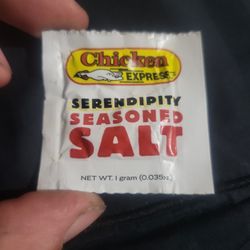 Chicken
EXPRESS
SERENDIPITY
SEASONED
SALT
NET WT. 1 gram (0.035oz.)